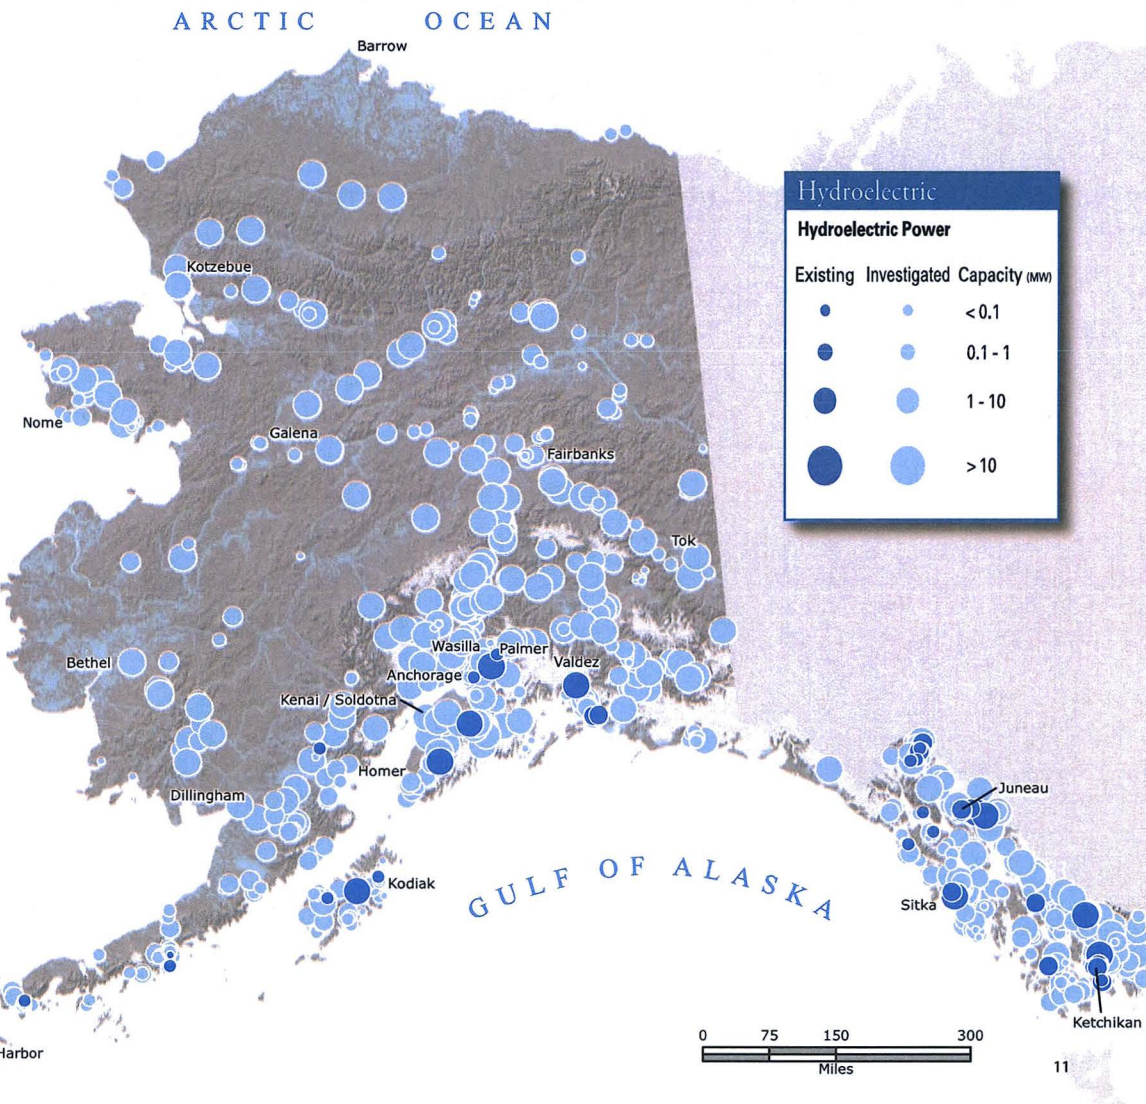 ARCTIC OCEAN
Barrow
Hydroelectric
Hydroelectric Power
Existing Investigated Capacity (MW)
< 0.1
0.1 - 1
1 - 10
> 10
Kotzebue
Nome
Galena
Fairbanks
Tok
Wasilla
Palmer
Bethel
Valdez
Anchorage
Kenai / Soldotna
Homer
Dillingham
Juneau
Kodiak
GULF OF ALASKA
Sitka
Ketchikan
0 75 150 300
Miles
Harbor
11